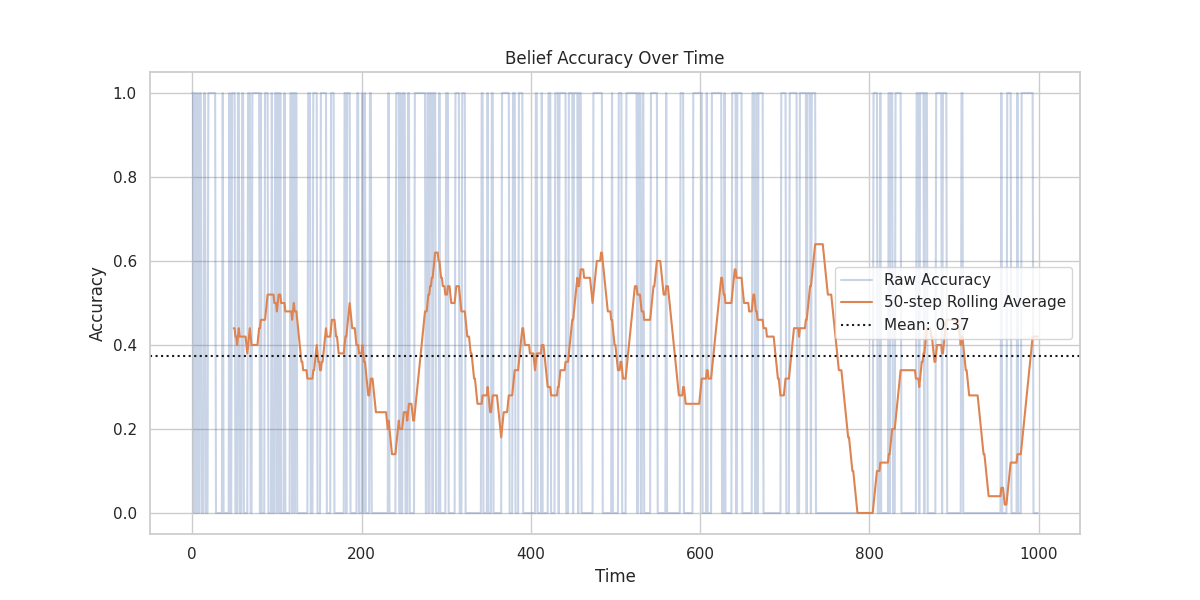 Belief Accuracy Over Time
1.0
0.8
0.6
0.4
0.2
0.0
Accuracy
Raw Accuracy
50-step Rolling Average
Mean: 0.37
0 200 400 600 800 1000
Time